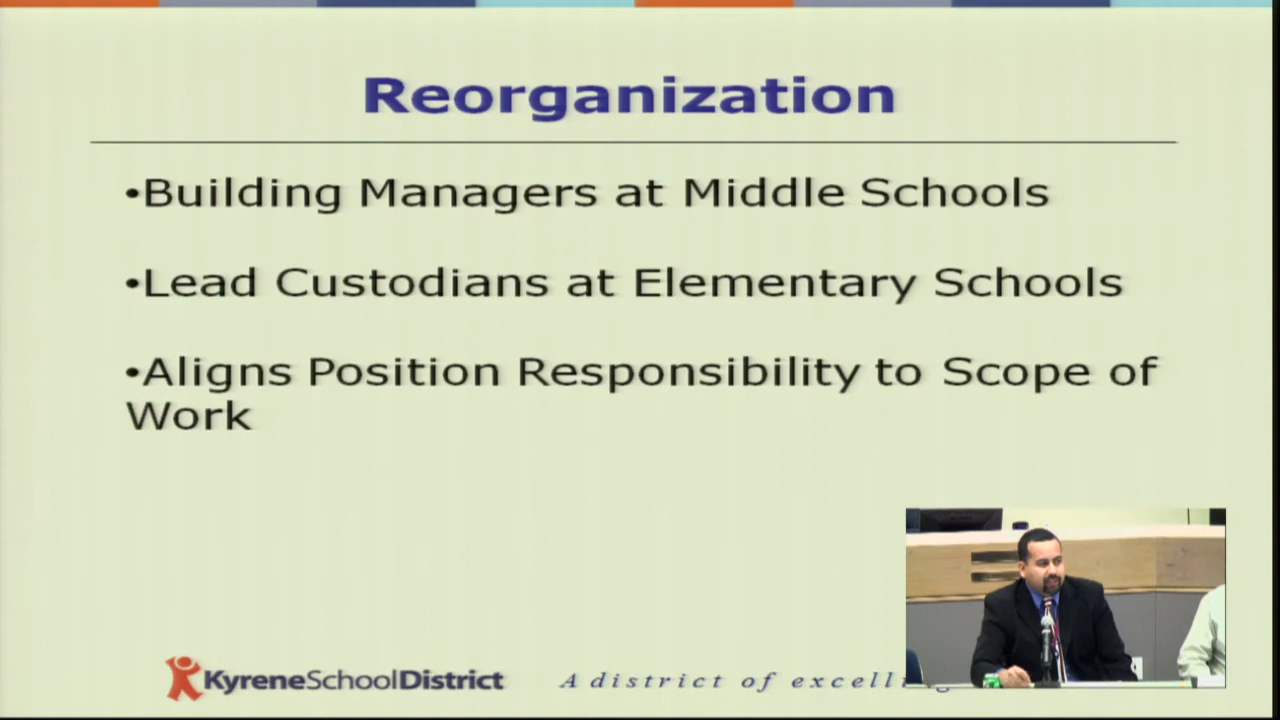 Reorganization
•Building Managers at Middle Schools
•Lead Custodians at Elementary Schools
•Aligns Position Responsibility to Scope of
Work
KyreneSchoolDistrict
A district of